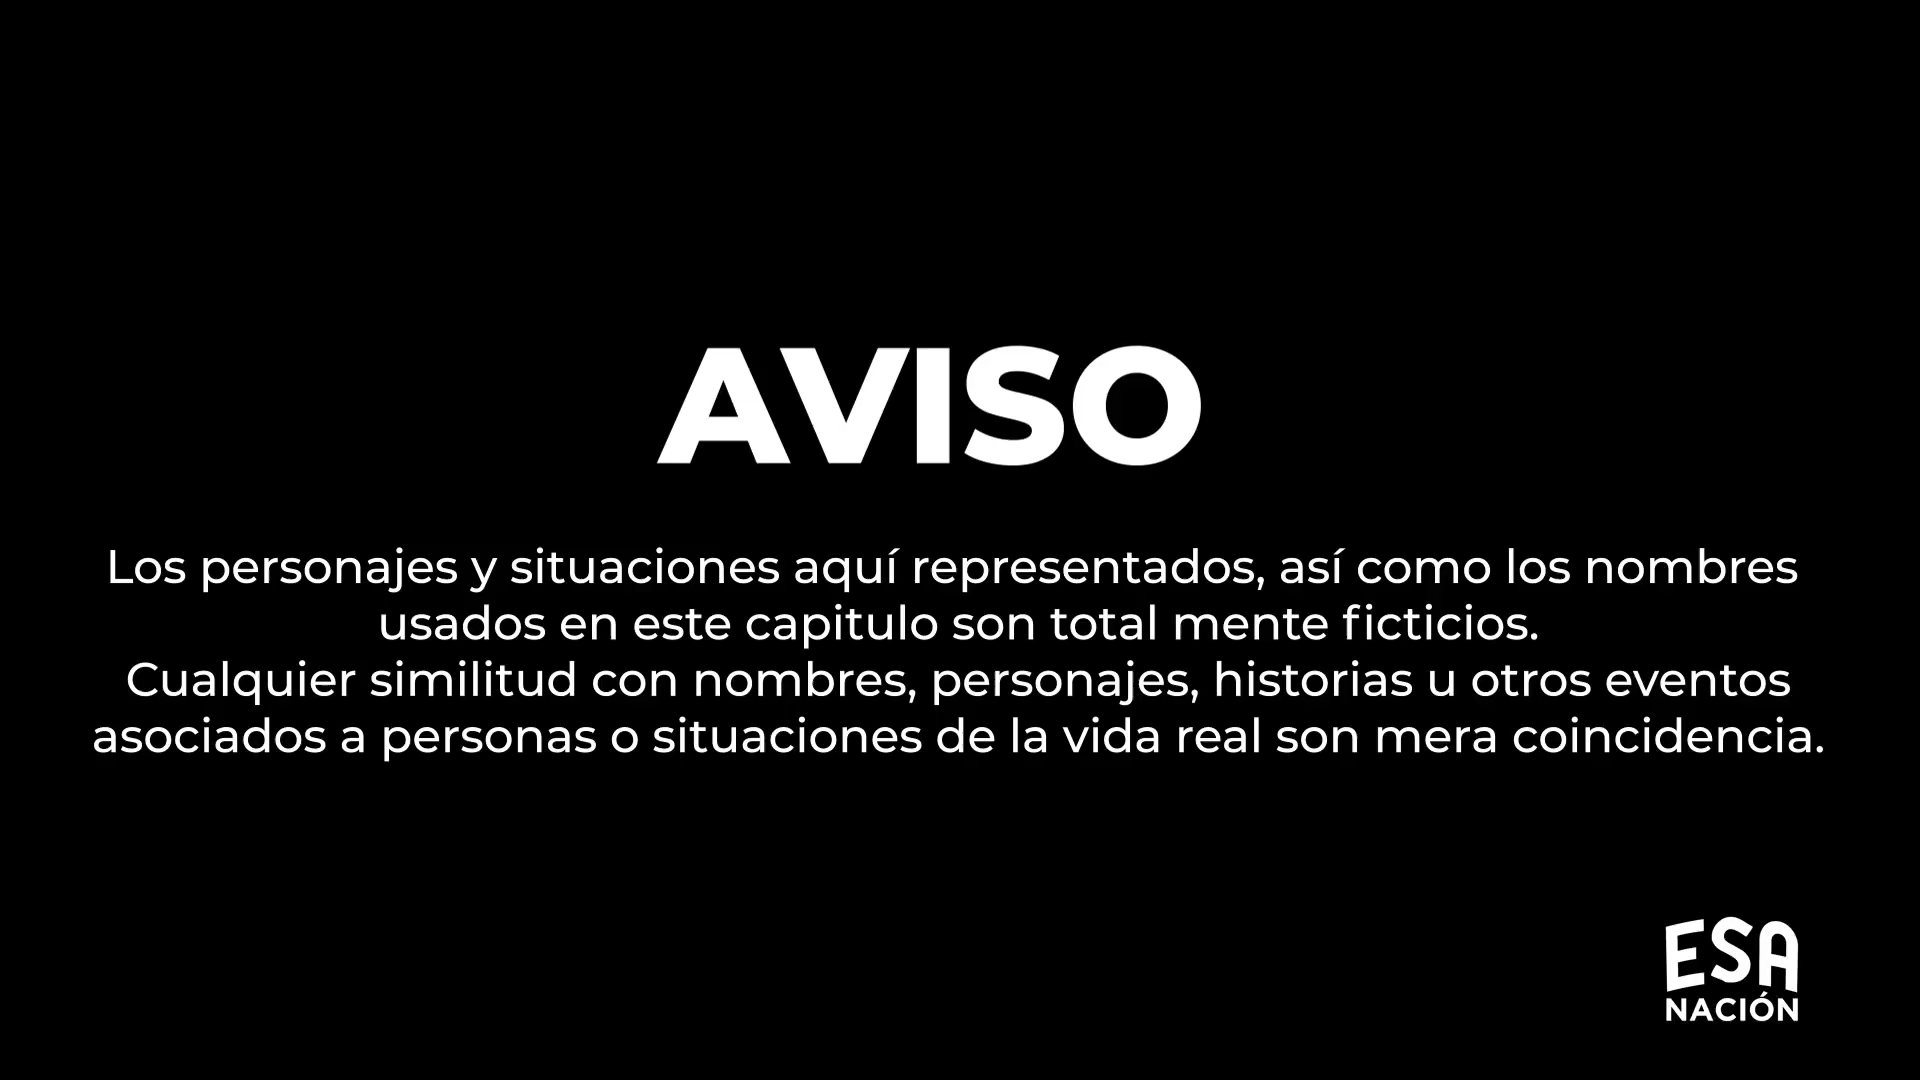 AVISO
Los personajes y situaciones aquí representados, así como los nombres
usados en este capitulo son total mente ficticios.
Cualquier similitud con nombres, personajes, historias u otros eventos
asociados a personas o situaciones de la vida real son mera coincidencia.
ESA
NACIÓN